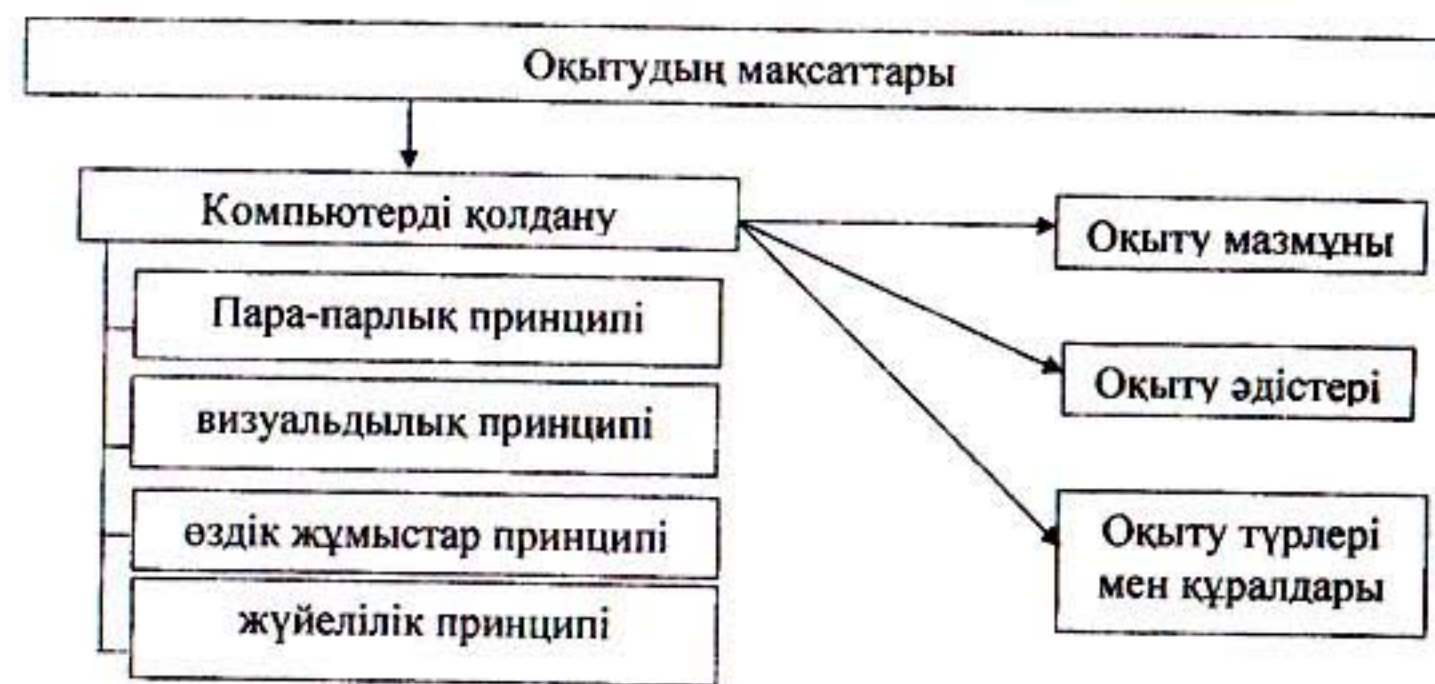 Оқытудың мақсаттары
Компьютерді қолдану
Пара-парлық принципі
визуальдылық принципі
өздік жұмыстар принципі
жүйелілік принципі
Оқыту мазмұны
Оқыту әдістері
Оқыту түрлері
мен құралдары